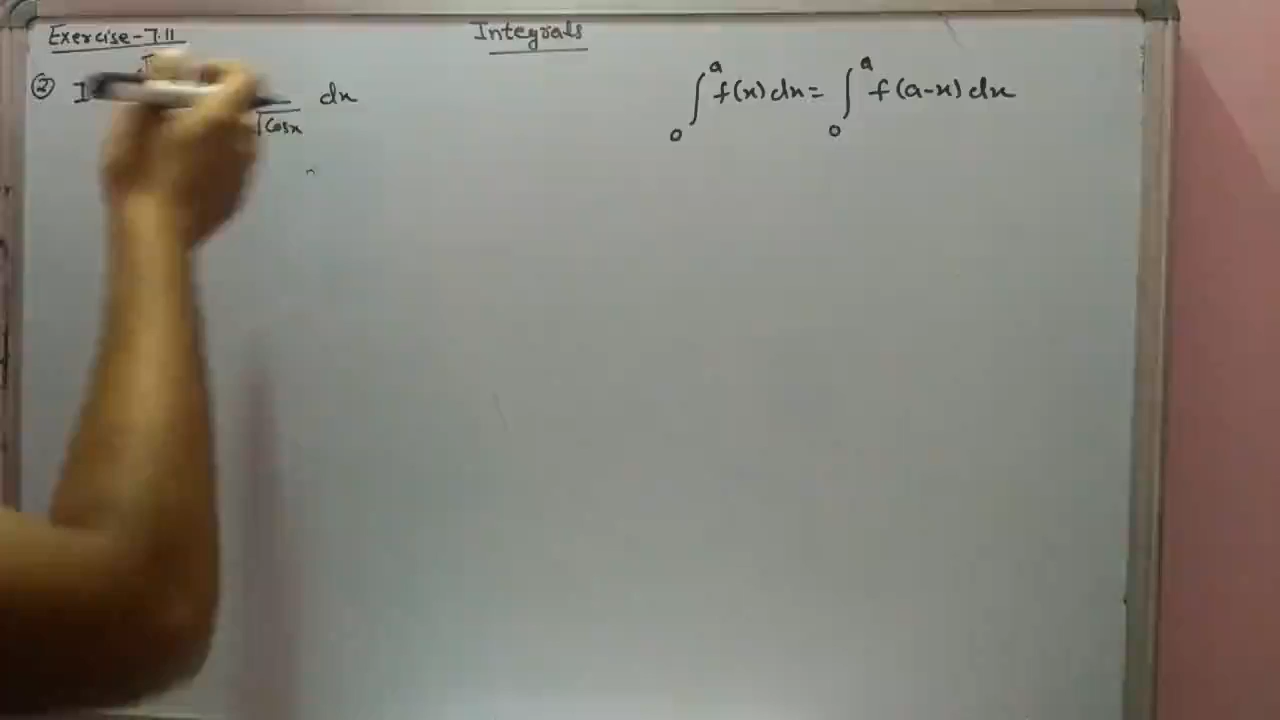 Exercise-7.11
Integrals
② I dx
√cosx
∫₀ᵃ f(x) dx = ∫₀ᵃ f(a-x) dx